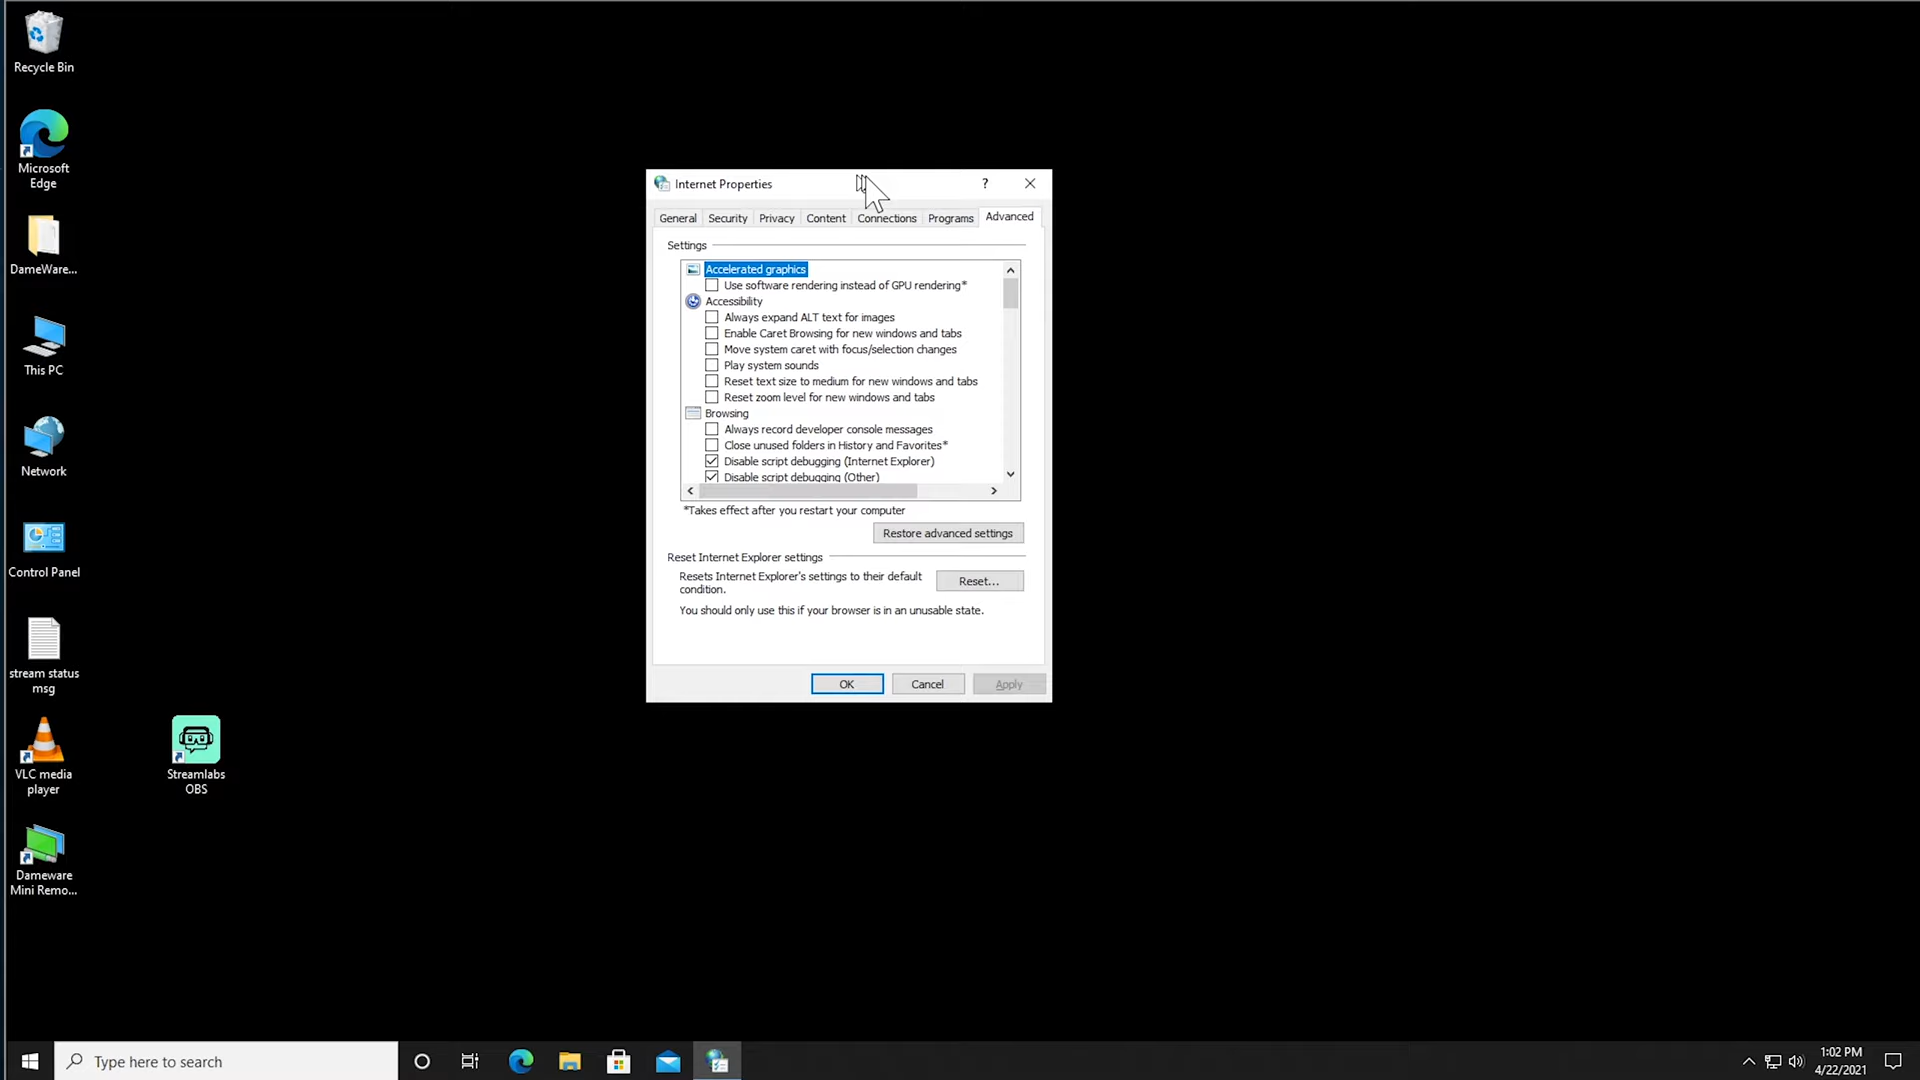 Recycle Bin
Microsoft
Edge
DameWare...
This PC
Network
Control Panel
stream status
msg
VLC media
player
Streamlabs
OBS
Dameware
Mini Remo...
Internet Properties
?
General Security Privacy Content Connections Programs Advanced
Settings
Accelerated graphics
Use software rendering instead of GPU rendering*
Accessibility
Always expand ALT text for images
Enable Caret Browsing for new windows and tabs
Move system caret with focus/selection changes
Play system sounds
Reset text size to medium for new windows and tabs
Reset zoom level for new windows and tabs
Browsing
Always record developer console messages
Close unused folders in History and Favorites*
Disable script debugging (Internet Explorer)
Disable script debugging (Other)
*Takes effect after you restart your computer
Restore advanced settings
Reset Internet Explorer settings
Resets Internet Explorer's settings to their default
condition.
Reset...
You should only use this if your browser is in an unusable state.
OK Cancel Apply
Type here to search
1:02 PM
4/22/2021